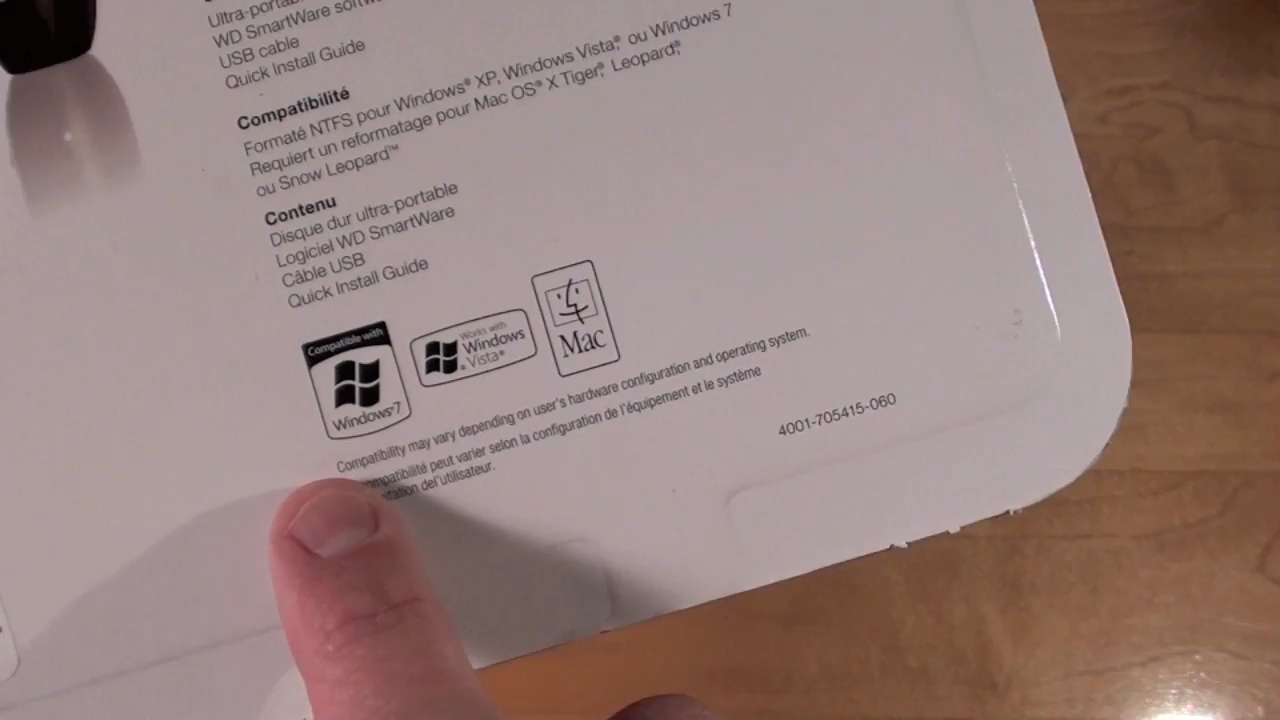 WD SmartWare
USB cable
Quick Install Guide
Compatibilité
Formaté NTFS pour Windows® XP, Windows Vista®, ou Windows 7
Requiert un reformatage pour Mac OS® X Tiger®, Leopard®,
ou Snow Leopard™
Contenu
Disque dur ultra-portable
Logiciel WD SmartWare
Câble USB
Quick Install Guide
Compatible with
Windows® 7
Works with
Windows
Vista®
Mac
Compatibility may vary depending on user's hardware configuration and operating system.
peut varier selon la configuration de l'équipement et le système
del'utilisateur.
4001-705415-060